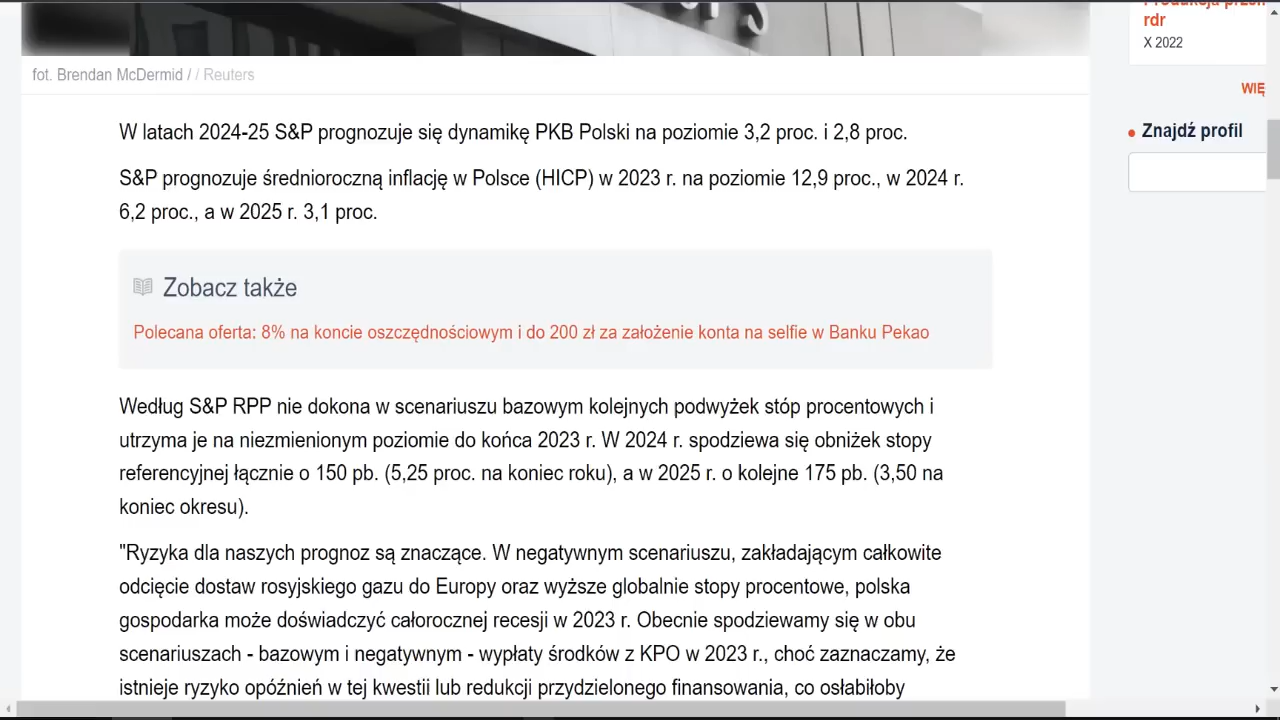 fot. Brendan McDermid / / Reuters
W latach 2024-25 S&P prognozuje się dynamikę PKB Polski na poziomie 3,2 proc. i 2,8 proc.
S&P prognozuje średnioroczną inflację w Polsce (HICP) w 2023 r. na poziomie 12,9 proc., w 2024 r.
6,2 proc., a w 2025 r. 3,1 proc.
Zobacz także
Polecana oferta: 8% na koncie oszczędnościowym i do 200 zł za założenie konta na selfie w Banku Pekao
Według S&P RPP nie dokona w scenariuszu bazowym kolejnych podwyżek stóp procentowych i
utrzyma je na niezmienionym poziomie do końca 2023 r. W 2024 r. spodziewa się obniżek stopy
referencyjnej łącznie o 150 pb. (5,25 proc. na koniec roku), a w 2025 r. o kolejne 175 pb. (3,50 na
koniec okresu).
"Ryzyka dla naszych prognoz są znaczące. W negatywnym scenariuszu, zakładającym całkowite
odcięcie dostaw rosyjskiego gazu do Europy oraz wyższe globalnie stopy procentowe, polska
gospodarka może doświadczyć całorocznej recesji w 2023 r. Obecnie spodziewamy się w obu
scenariuszach - bazowym i negatywnym - wypłaty środków z KPO w 2023 r., choć zaznaczamy, że
istnieje ryzyko opóźnień w tej kwestii lub redukcji przydzielonego finansowania, co osłabiłoby
rdr
X 2022
WIĘ
Znajdź profil